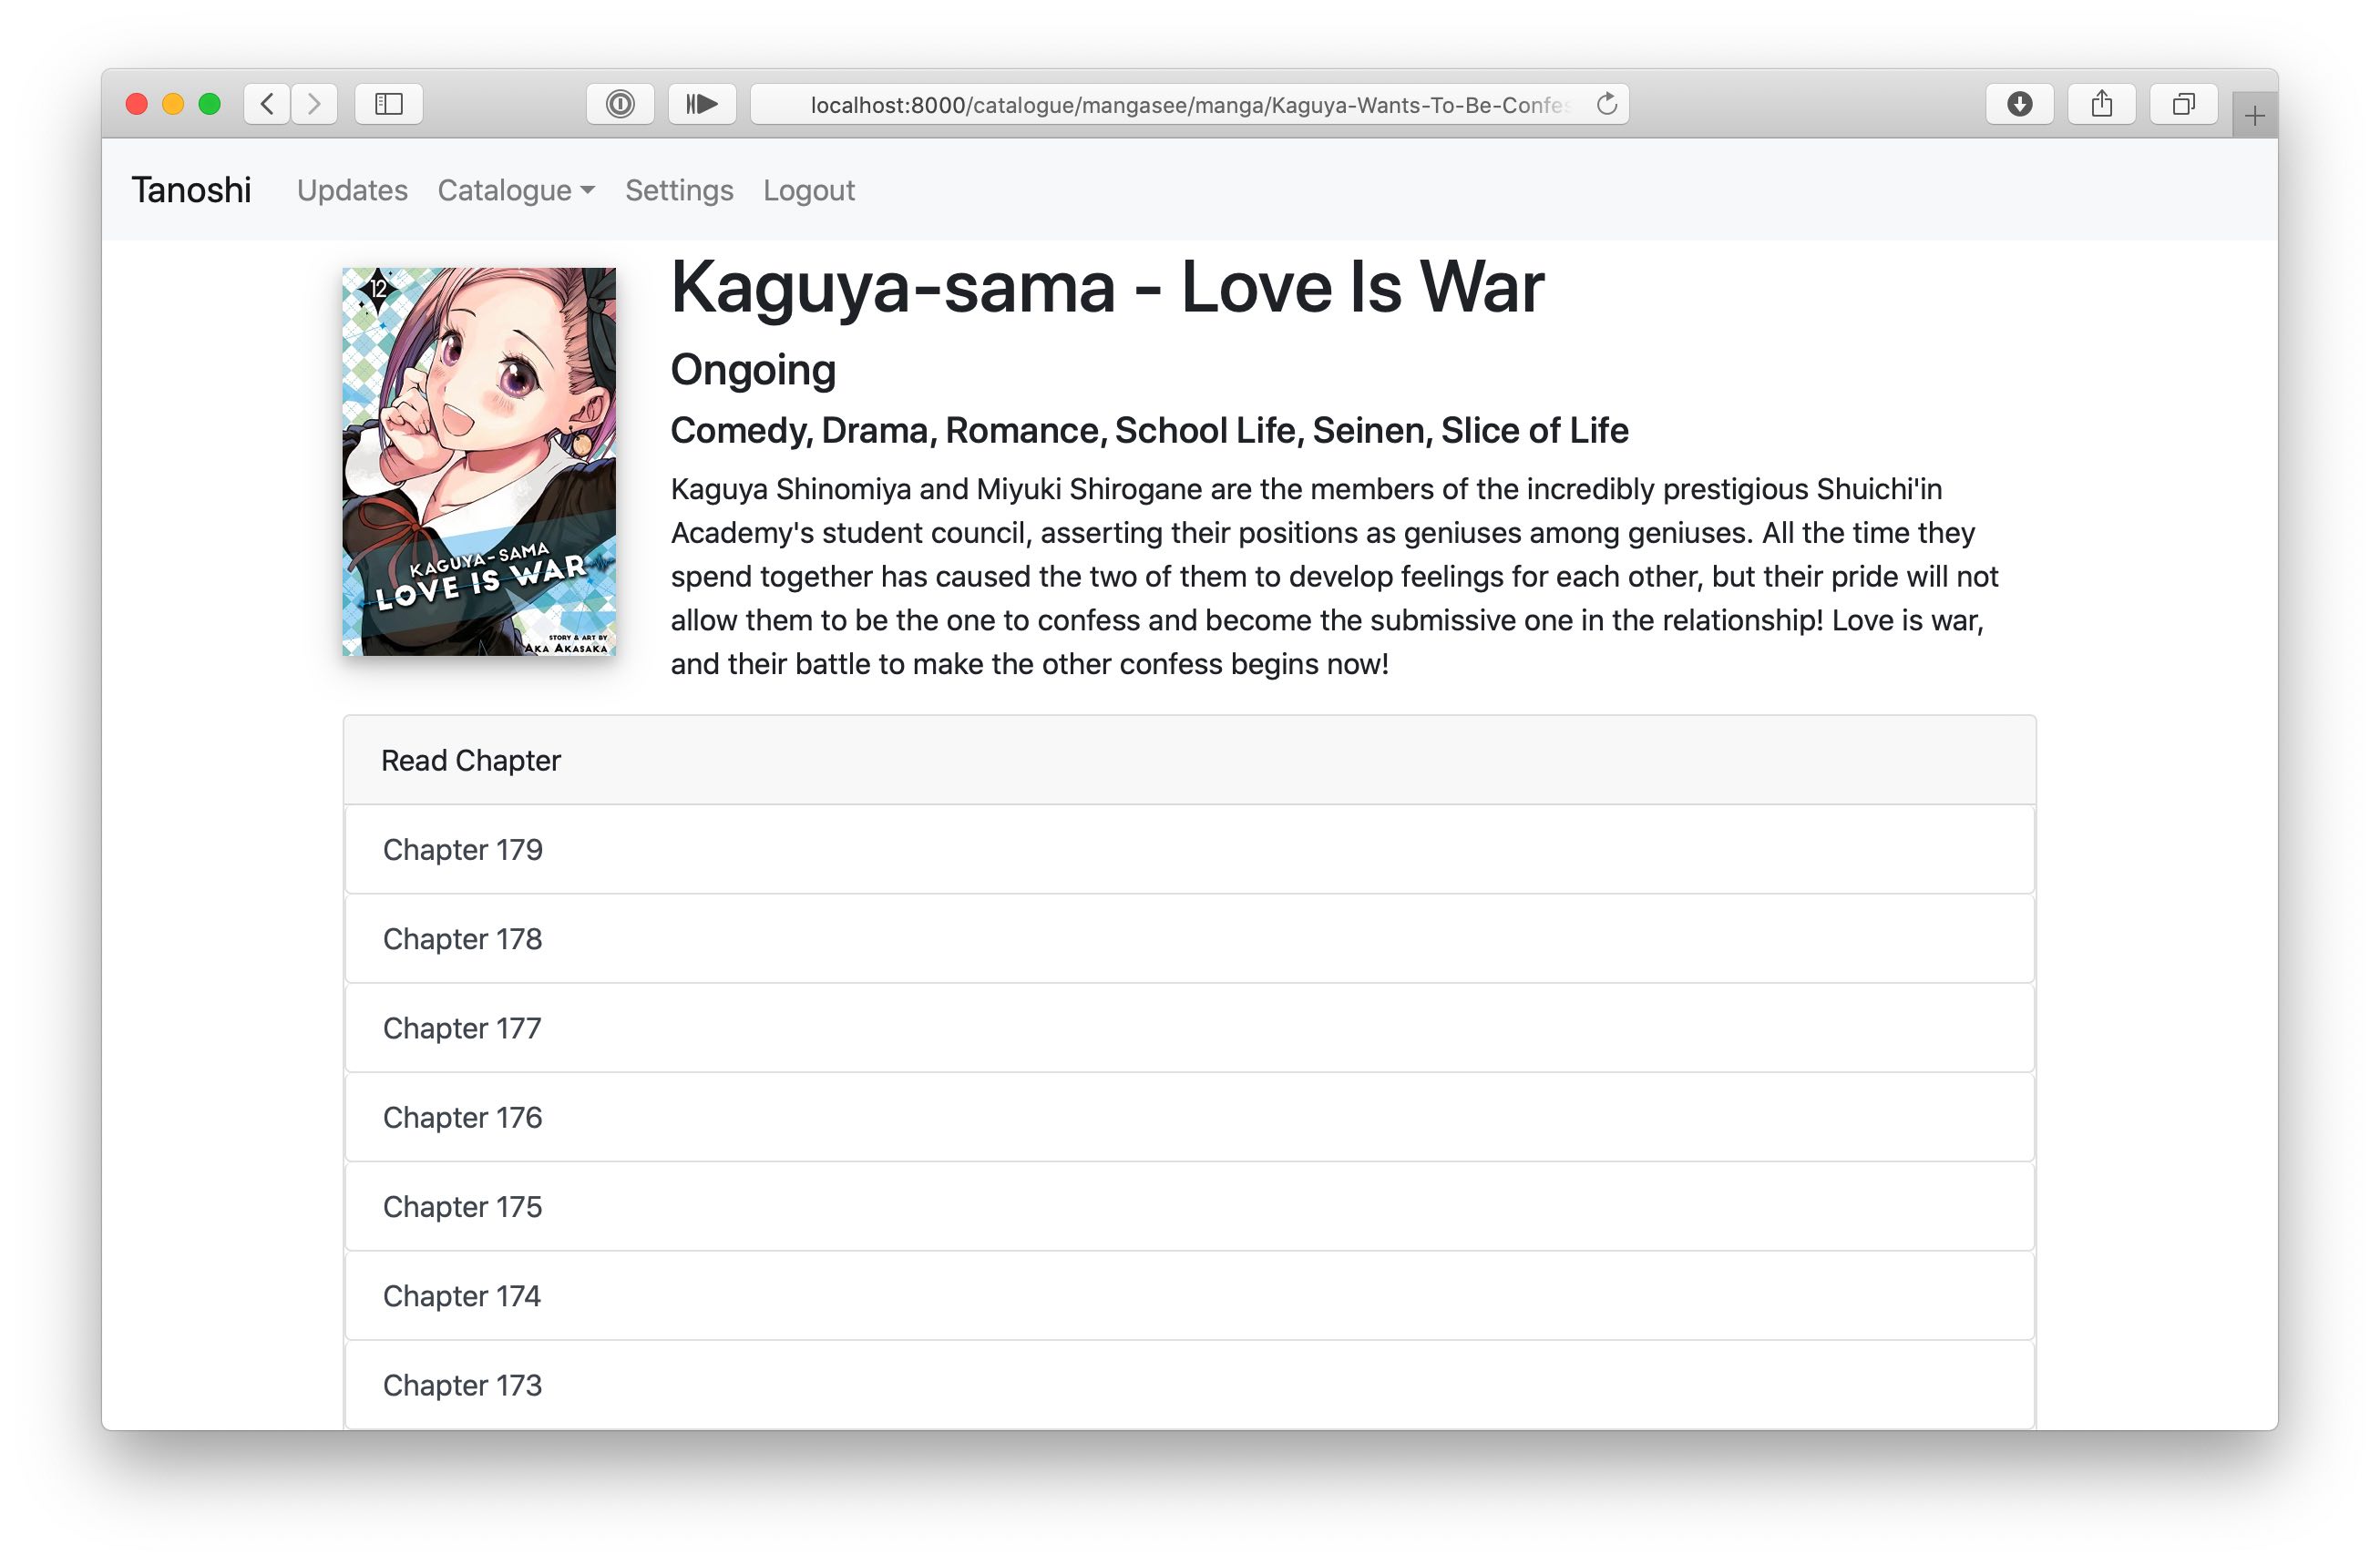 localhost:8000/catalogue/mangasee/manga/Kaguya-Wants-To-Be-Confes
Tanoshi Updates Catalogue Settings Logout
12
KAGUYA-SAMA
LOVE IS WAR
STORY & ART BY
AKA AKASAKA
Kaguya-sama - Love Is War
Ongoing
Comedy, Drama, Romance, School Life, Seinen, Slice of Life
Kaguya Shinomiya and Miyuki Shirogane are the members of the incredibly prestigious Shuichi'in
Academy's student council, asserting their positions as geniuses among geniuses. All the time they
spend together has caused the two of them to develop feelings for each other, but their pride will not
allow them to be the one to confess and become the submissive one in the relationship! Love is war,
and their battle to make the other confess begins now!
Read Chapter
Chapter 179
Chapter 178
Chapter 177
Chapter 176
Chapter 175
Chapter 174
Chapter 173